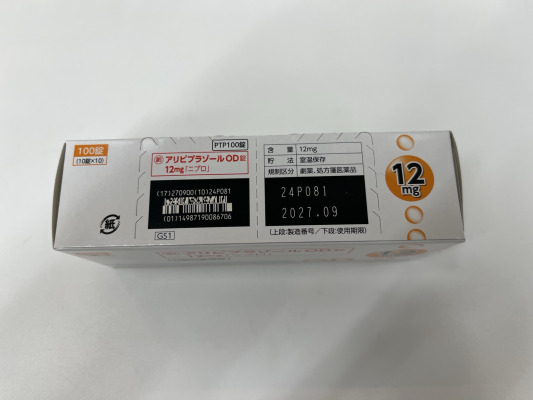 100錠
(10錠×10)
PTP100錠
劇 アリピプラゾールOD錠
12mg「ニプロ」
(17)270900(10)24P081
(01)14987190086706
GS1
紙
含 量 12mg
貯 法 室温保存
規制区分 劇薬、処方箋医薬品
24P081
2027.09
(上段:製造番号/下段:使用期限)
12
mg